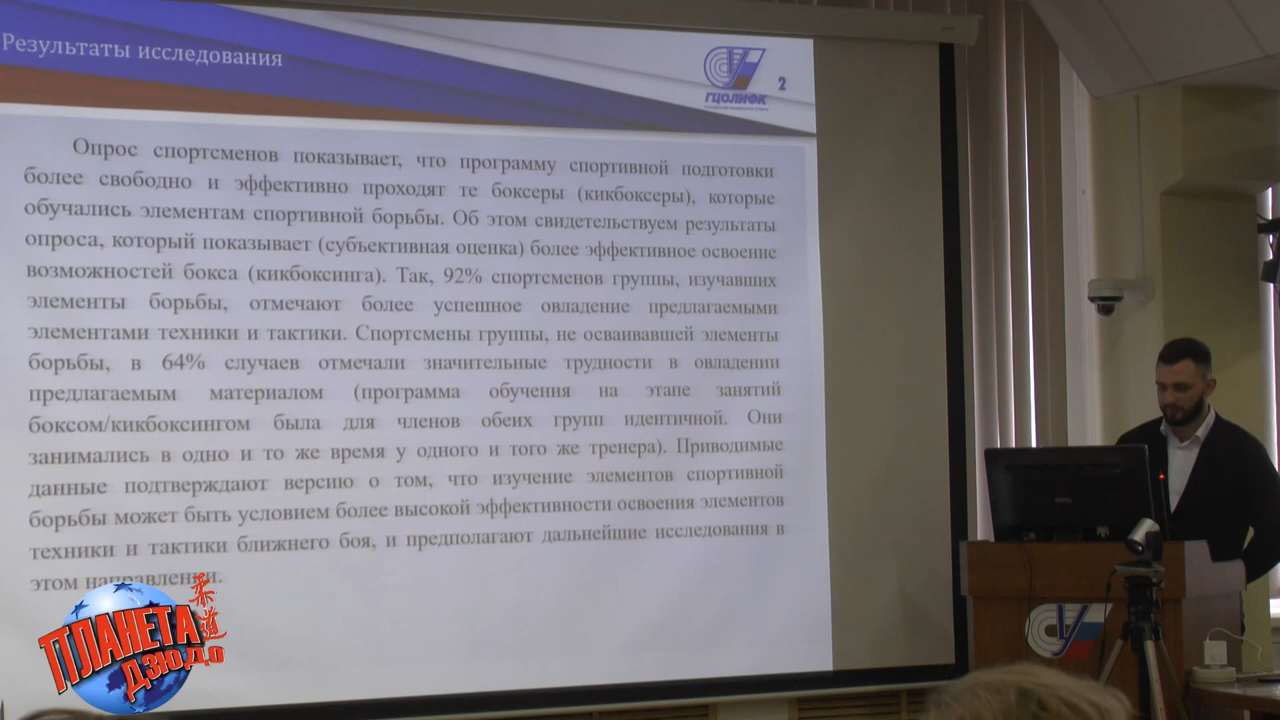 Результаты исследования
ГЦОЛИФК
2
Опрос спортсменов показывает, что программу спортивной подготовки
более свободно и эффективно проходят те боксеры (кикбоксеры), которые
обучались элементам спортивной борьбы. Об этом свидетельствуем результаты
опроса, который показывает (субъективная оценка) более эффективное освоение
возможностей бокса (кикбоксинга). Так, 92% спортсменов группы, изучавших
элементы борьбы, отмечают более успешное овладение предлагаемыми
элементами техники и тактики. Спортсмены группы, не осваивавшей элементы
борьбы, в 64% случаев отмечали значительные трудности в овладении
предлагаемым материалом (программа обучения на этапе занятий
боксом/кикбоксингом была для членов обеих групп идентичной. Они
занимались в одно и то же время у одного и того же тренера). Приводимые
данные подтверждают версию о том, что изучение элементов спортивной
борьбы может быть условием более высокой эффективности освоения элементов
техники и тактики ближнего боя, и предполагают дальнейшие исследования в
этом направлении.
ПЛАНЕТА
ДЗЮДО
柔道